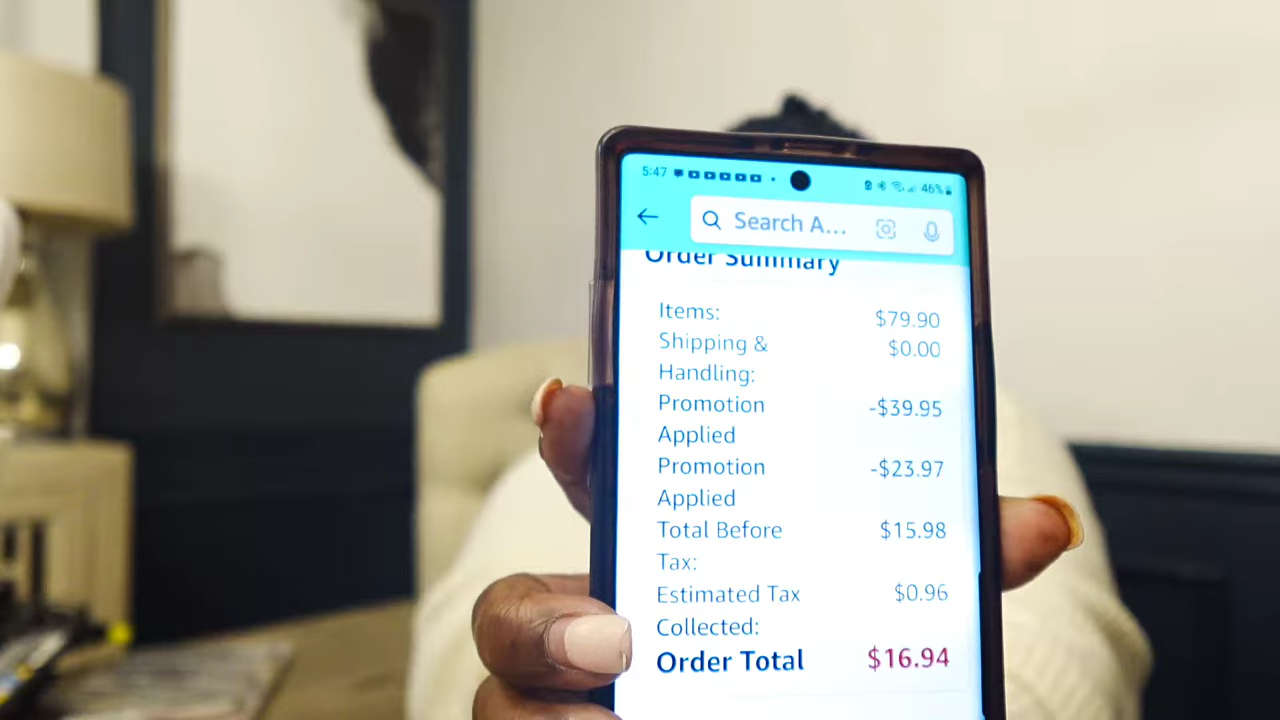 5:47 46%
Search A...
Order Summary
Items: $79.90
Shipping & $0.00
Handling:
Promotion -$39.95
Applied
Promotion -$23.97
Applied
Total Before $15.98
Tax:
Estimated Tax $0.96
Collected:
Order Total $16.94